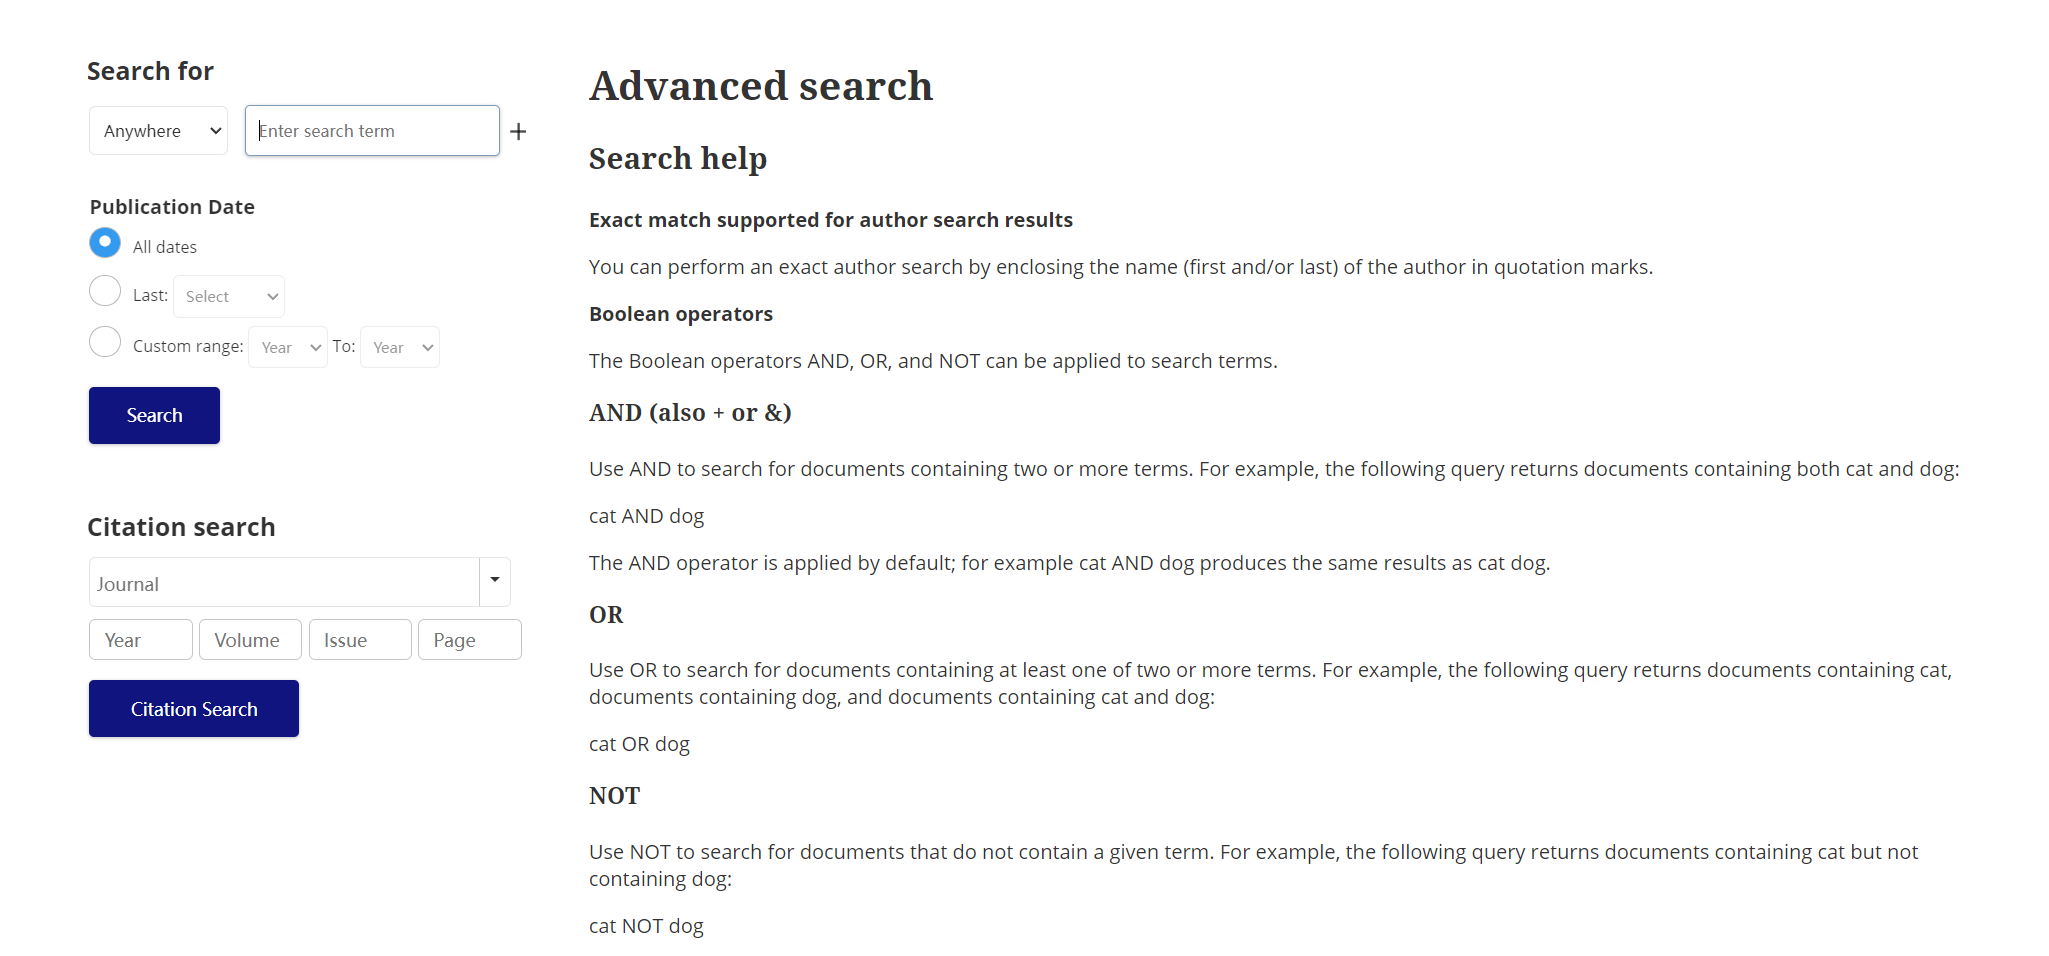 Search for
Anywhere
Enter search term
+
Publication Date
All dates
Last: Select
Custom range: Year To: Year
Search
Citation search
Journal
Year Volume Issue Page
Citation Search
Advanced search
Search help
Exact match supported for author search results
You can perform an exact author search by enclosing the name (first and/or last) of the author in quotation marks.
Boolean operators
The Boolean operators AND, OR, and NOT can be applied to search terms.
AND (also + or &)
Use AND to search for documents containing two or more terms. For example, the following query returns documents containing both cat and dog:
cat AND dog
The AND operator is applied by default; for example cat AND dog produces the same results as cat dog.
OR
Use OR to search for documents containing at least one of two or more terms. For example, the following query returns documents containing cat,
documents containing dog, and documents containing cat and dog:
cat OR dog
NOT
Use NOT to search for documents that do not contain a given term. For example, the following query returns documents containing cat but not
containing dog:
cat NOT dog